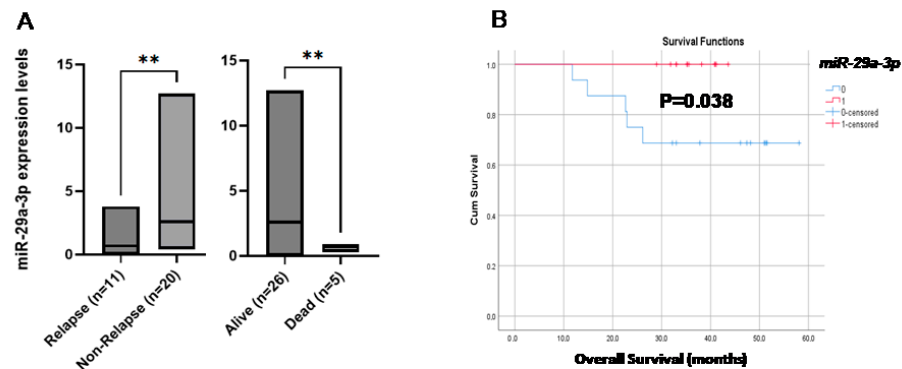 A
miR-29a-3p expression levels
**
15
10
5
0
Relapse (n=11)
Non-Relapse (n=20)
**
15
10
5
0
Alive (n=26)
Dead (n=5)
B
Survival Functions
miR-29a-3p
0
1
0-censored
1-censored
P=0.038
Cum Survival
1,0
0,8
0,6
0,4
0,2
0,0
0.0
10.0
20.0
30.0
40.0
50.0
60.0
Overall Survival (months)